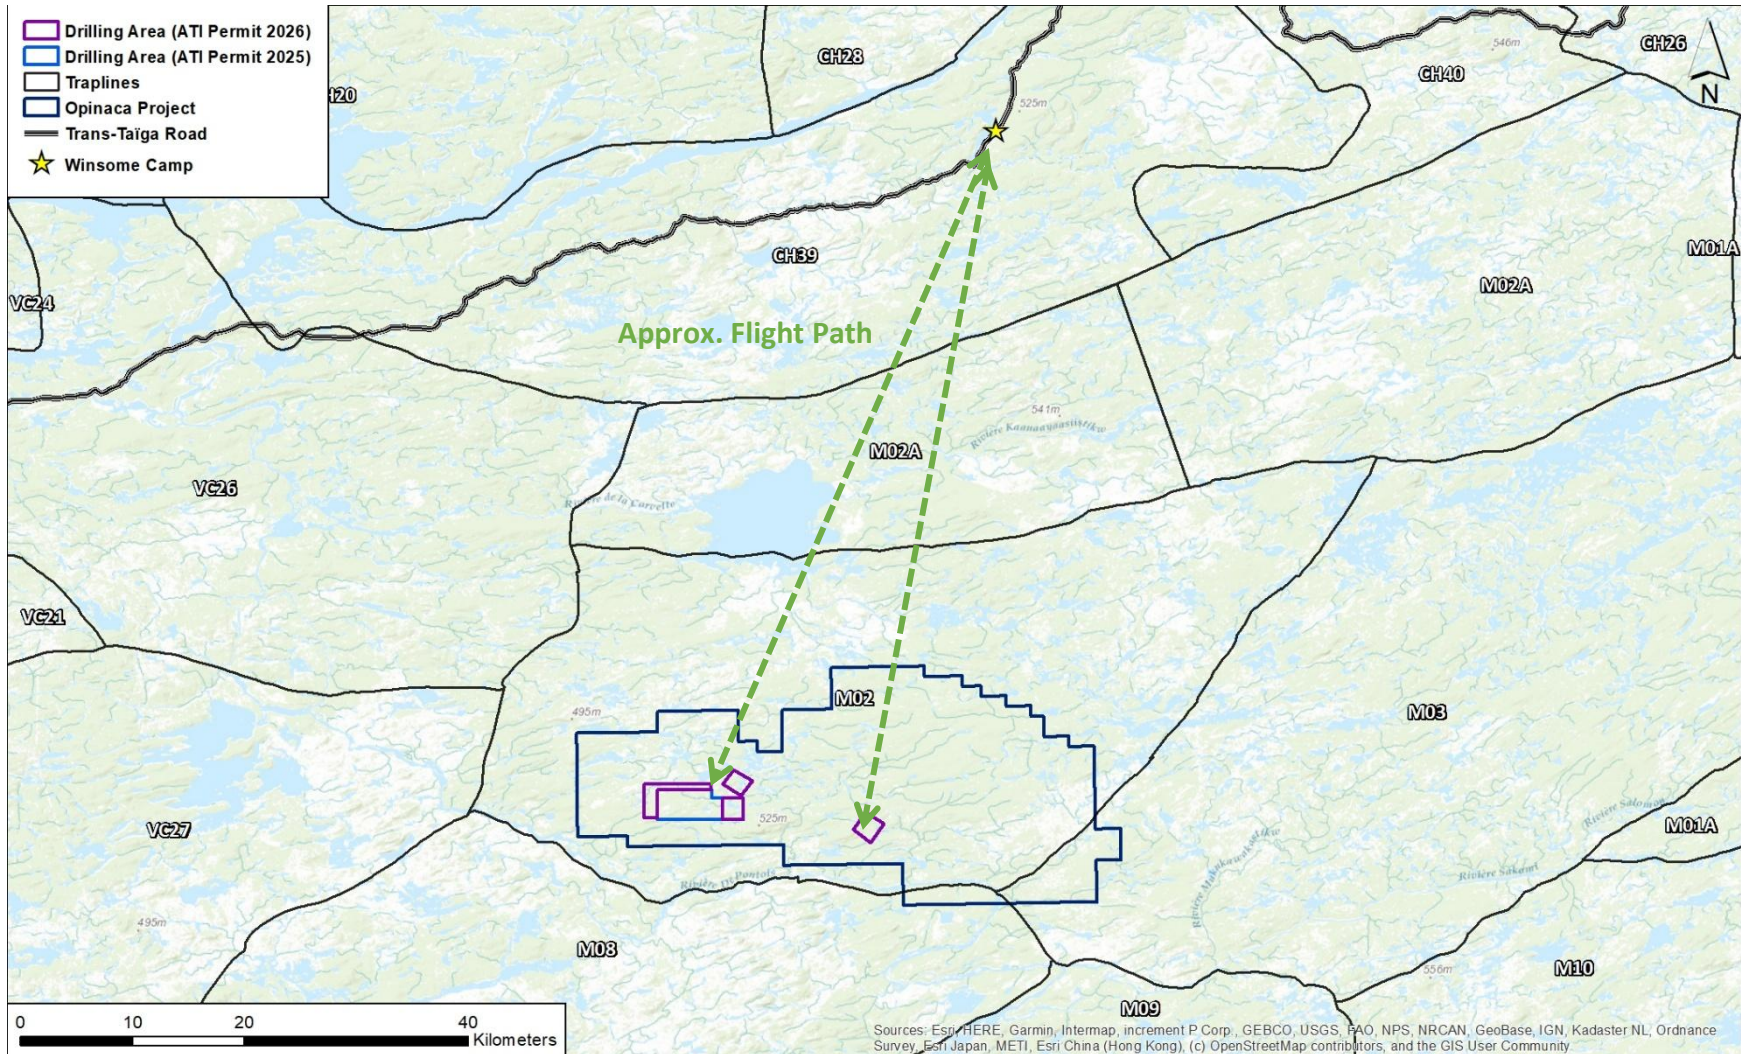 Drilling Area (ATI Permit 2026)
Drilling Area (ATI Permit 2025)
Traplines
Opinaca Project
Trans-Taïga Road
Winsome Camp
CH28
CH26
546m
CH40
N
H20
525m
CH39
M01A
M02A
VC24
Approx. Flight Path
541m
Rivière Kaanaayaasiistikw
M02A
VC26
Rivière de la Corvette
VC21
M02
495m
M03
VC27
525m
Rivière Salomon
M01A
Rivière De Pontois
Rivière Sakami
495m
M08
556m
M10
M09
0 10 20 40
Kilometers
Sources: Esri, HERE, Garmin, Intermap, increment P Corp., GEBCO, USGS, FAO, NPS, NRCAN, GeoBase, IGN, Kadaster NL, Ordnance
Survey, Esri Japan, METI, Esri China (Hong Kong), (c) OpenStreetMap contributors, and the GIS User Community